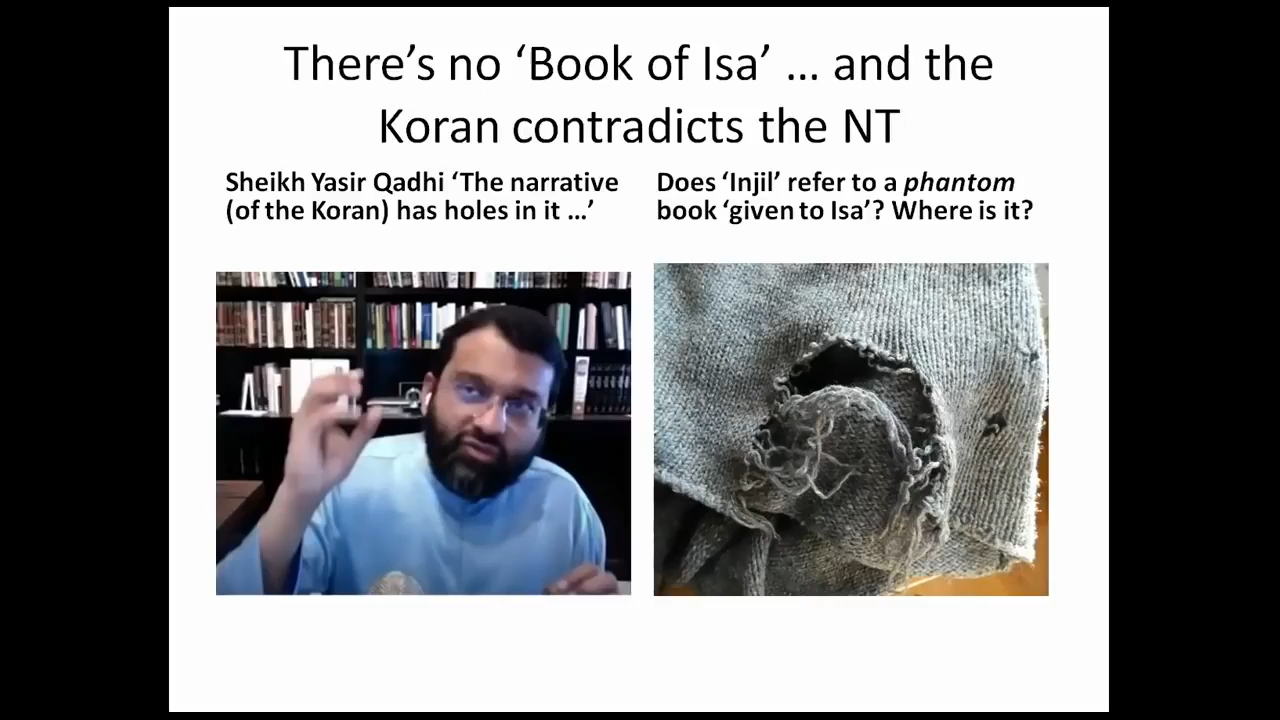 There’s no ‘Book of Isa’ … and the
Koran contradicts the NT
Sheikh Yasir Qadhi ‘The narrative
(of the Koran) has holes in it …’
Does ‘Injil’ refer to a phantom
book ‘given to Isa’? Where is it?